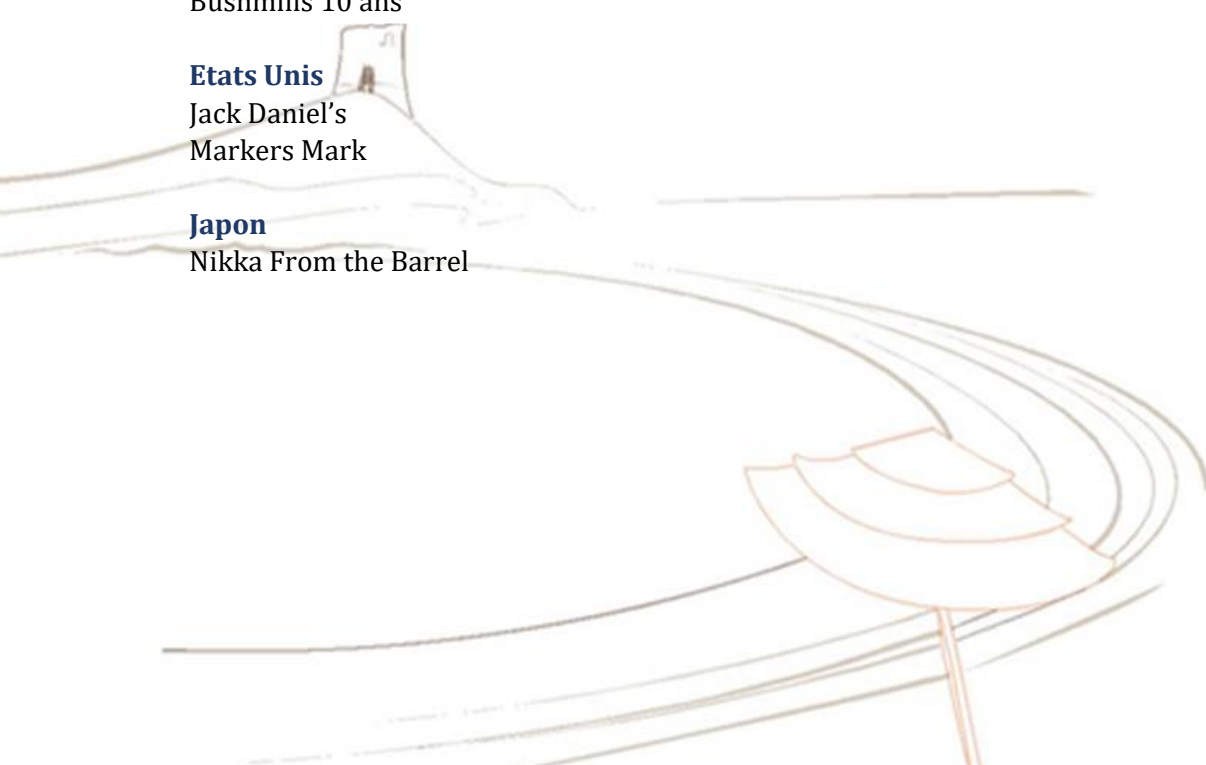 Bushmills 10 ans
Etats Unis
Jack Daniel’s
Markers Mark
Japon
Nikka From the Barrel